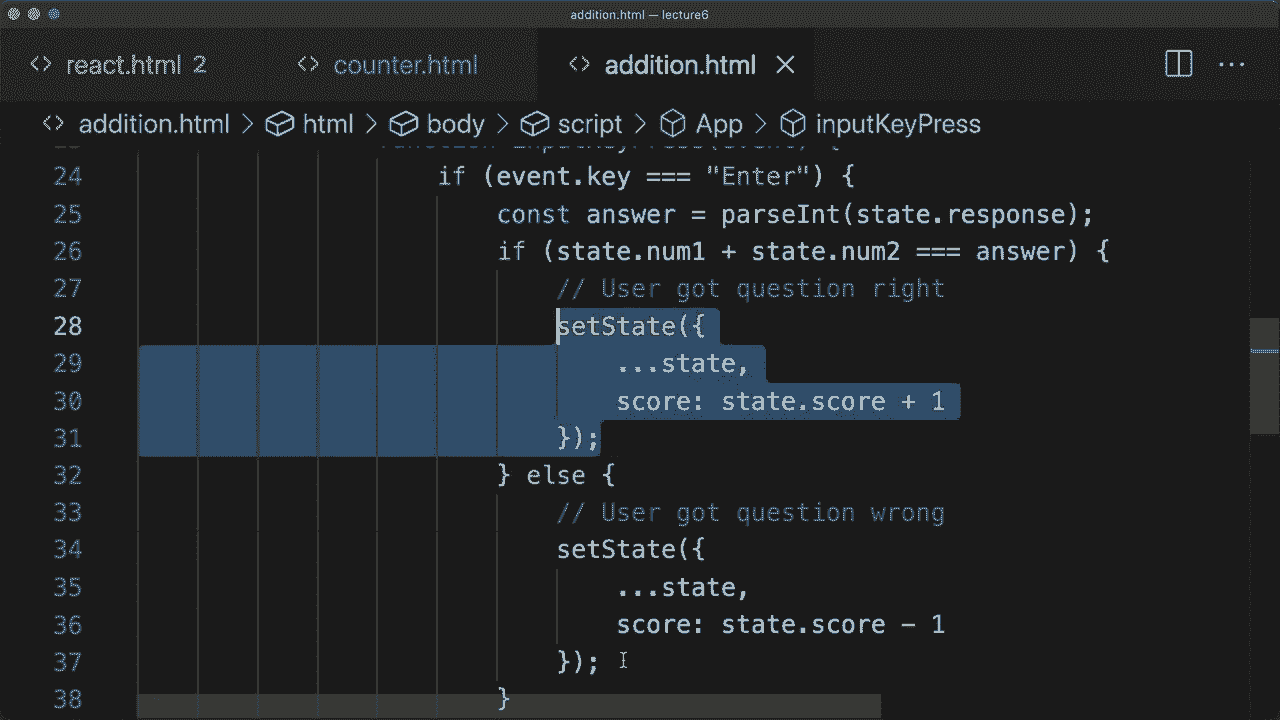 addition.html — lecture6
react.html 2 counter.html addition.html
addition.html > html > body > script > App > inputKeyPress
24 if (event.key === "Enter") {
25 const answer = parseInt(state.response);
26 if (state.num1 + state.num2 === answer) {
27 // User got question right
28 setState({
29 ...state,
30 score: state.score + 1
31 });
32 } else {
33 // User got question wrong
34 setState({
35 ...state,
36 score: state.score - 1
37 });
38 }